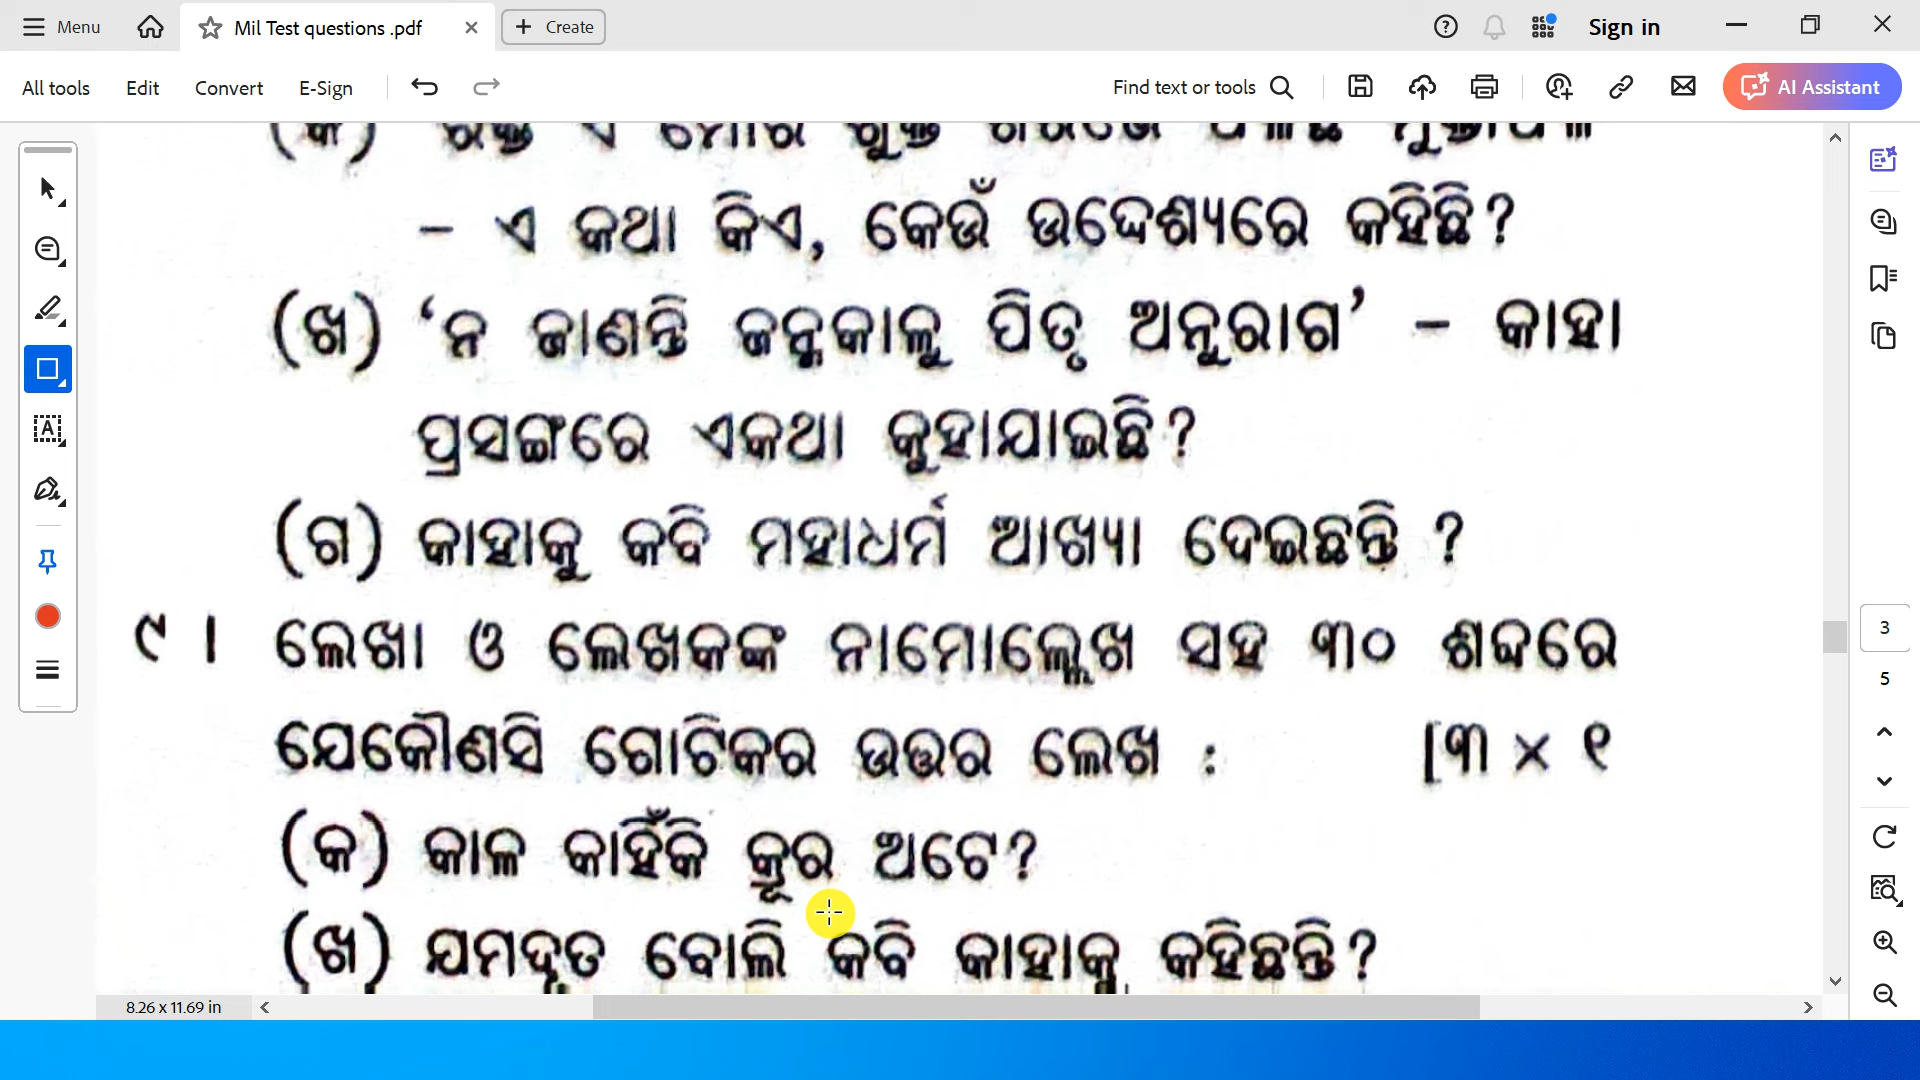 Menu
Mil Test questions .pdf
Create
Sign in
All tools
Edit
Convert
E-Sign
Find text or tools
AI Assistant
(କ)
– ଏ କଥା କିଏ, କେଉଁ ଉଦ୍ଦେଶ୍ୟରେ କହିଛି?
(ଖ) ‘ନ ଜାଣନ୍ତି ଜନ୍ମକାଳୁ ପିତୃ ଅନୁରାଗ’ – କାହା
ପ୍ରସଙ୍ଗରେ ଏକଥା କୁହାଯାଇଛି?
(ଗ) କାହାକୁ କବି ମହାଧର୍ମ ଆଖ୍ୟା ଦେଇଛନ୍ତି ?
୯ । ଲେଖା ଓ ଲେଖକଙ୍କ ନାମୋଲ୍ଲେଖ ସହ ୩୦ ଶବ୍ଦରେ
ଯେକୌଣସି ଗୋଟିକର ଉତ୍ତର ଲେଖ : [୩ × ୧
(କ) କାଳ କାହିଁକି କ୍ରୂର ଅଟେ?
(ଖ) ଯମଦୂତ ବୋଲି କବି କାହାକୁ କହିଛନ୍ତି?
3
5
8.26 x 11.69 in